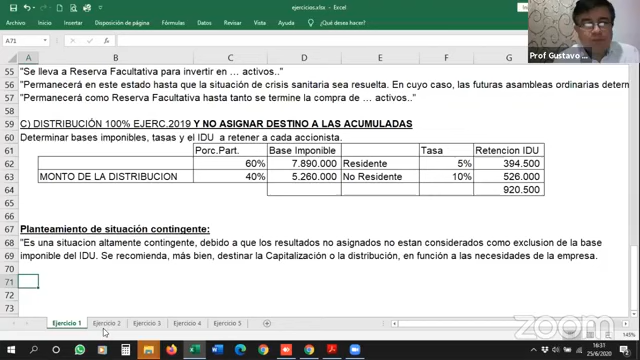 ejercicios.xlsx - Excel
Archivo Inicio Insertar Disposición de página Fórmulas Datos Revisar Vista Ayuda ¿Qué desea hacer?
A71
fx
A B C D E F G
55 "Se lleva a Reserva Facultativa para invertir en … activos.."
56 "Permanecerá en este estado hasta que la situación de crisis sanitaria sea resuelta. En cuyo caso, las futuras asambleas ordinarias determ
57 "Permanecerá como Reserva Facultativa hasta tanto se termine la compra de … activos.."
58
59 C) DISTRIBUCIÓN 100% EJERC.2019 Y NO ASIGNAR DESTINO A LAS ACUMULADAS
60 Determinar bases imponibles, tasas y el IDU a retener a cada accionista.
61 Porc.Part. Base Imponible Tasa Retencion IDU
62 60% 7.890.000 Residente 5% 394.500
63 MONTO DE LA DISTRIBUCION 40% 5.260.000 No Residente 10% 526.000
64 920.500
65
67 Planteamiento de situación contingente:
68 "Es una situacion altamente contingente, debido a que los resultados no asignados no estan considerados como exclusion de la base
69 imponible del IDU. Se recomienda, más bien, destinar la Capitalización o la distribución, en función a las necesidades de la empresa.
70
71
72
73
Ejercicio 1 Ejercicio 2 Ejercicio 3 Ejercicio 4 Ejercicio 5
145%
Prof Gustavo
zoom
16:31
25/6/2020